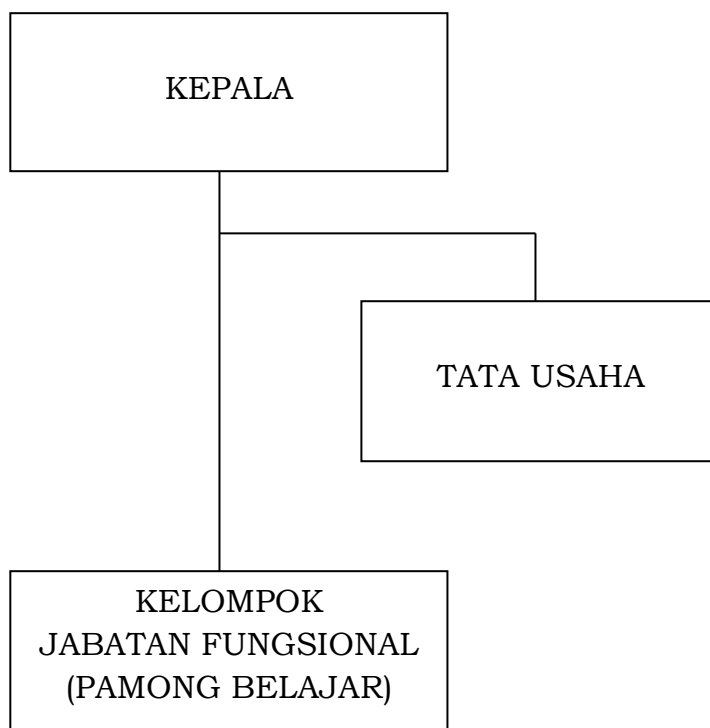 KEPALA
TATA USAHA
KELOMPOK
JABATAN FUNGSIONAL
(PAMONG BELAJAR)